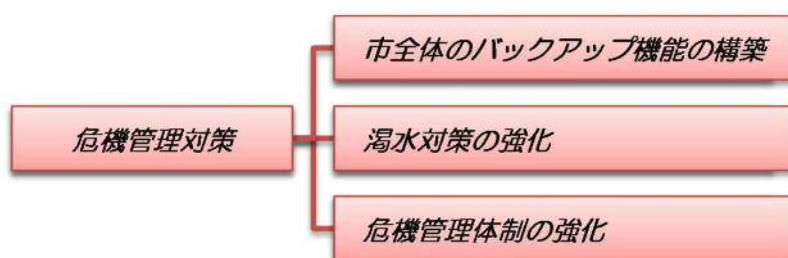 市全体のバックアップ機能の構築
危機管理対策
渇水対策の強化
危機管理体制の強化